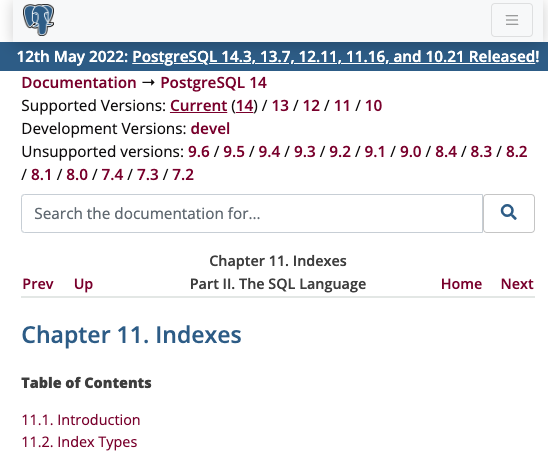 12th May 2022: PostgreSQL 14.3, 13.7, 12.11, 11.16, and 10.21 Released!
Documentation → PostgreSQL 14
Supported Versions: Current (14) / 13 / 12 / 11 / 10
Development Versions: devel
Unsupported versions: 9.6 / 9.5 / 9.4 / 9.3 / 9.2 / 9.1 / 9.0 / 8.4 / 8.3 / 8.2
/ 8.1 / 8.0 / 7.4 / 7.3 / 7.2
Search the documentation for...
Chapter 11. Indexes
Prev Up Part II. The SQL Language Home Next
Chapter 11. Indexes
Table of Contents
11.1. Introduction
11.2. Index Types